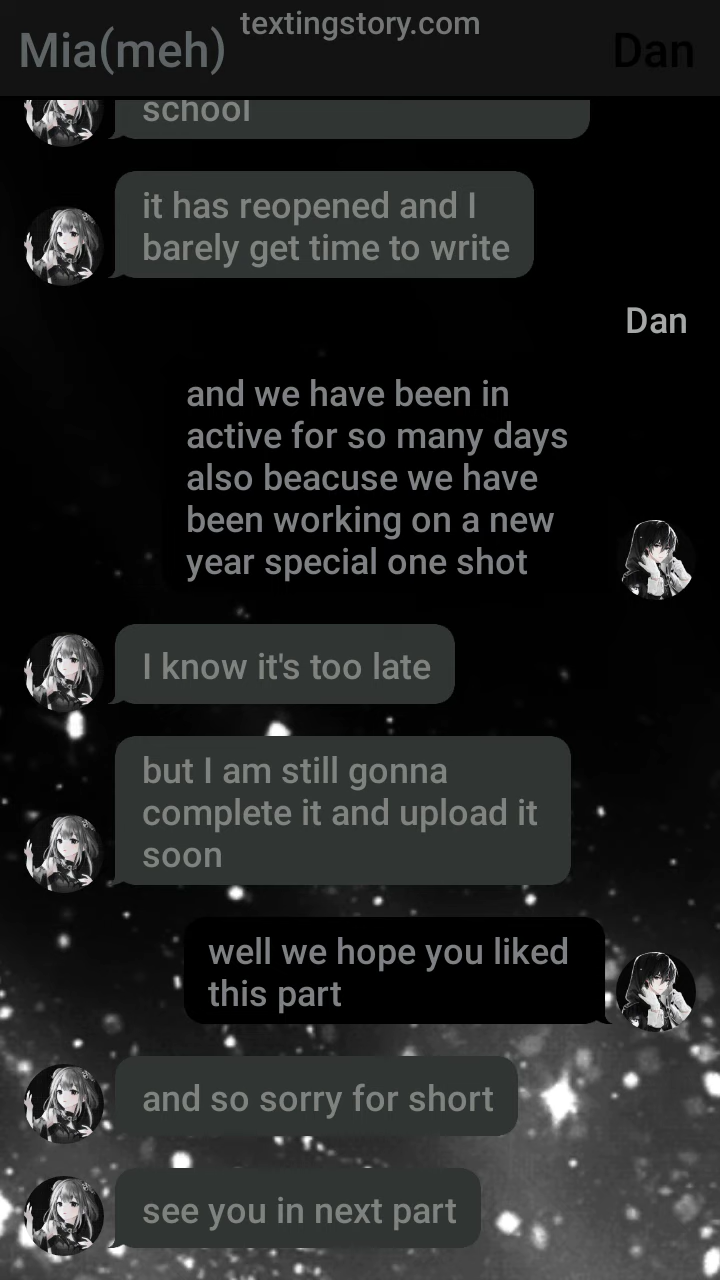 textingstory.com
Mia(meh)
Dan
school
it has reopened and I
barely get time to write
Dan
and we have been in
active for so many days
also beacuse we have
been working on a new
year special one shot
I know it's too late
but I am still gonna
complete it and upload it
soon
well we hope you liked
this part
and so sorry for short
see you in next part